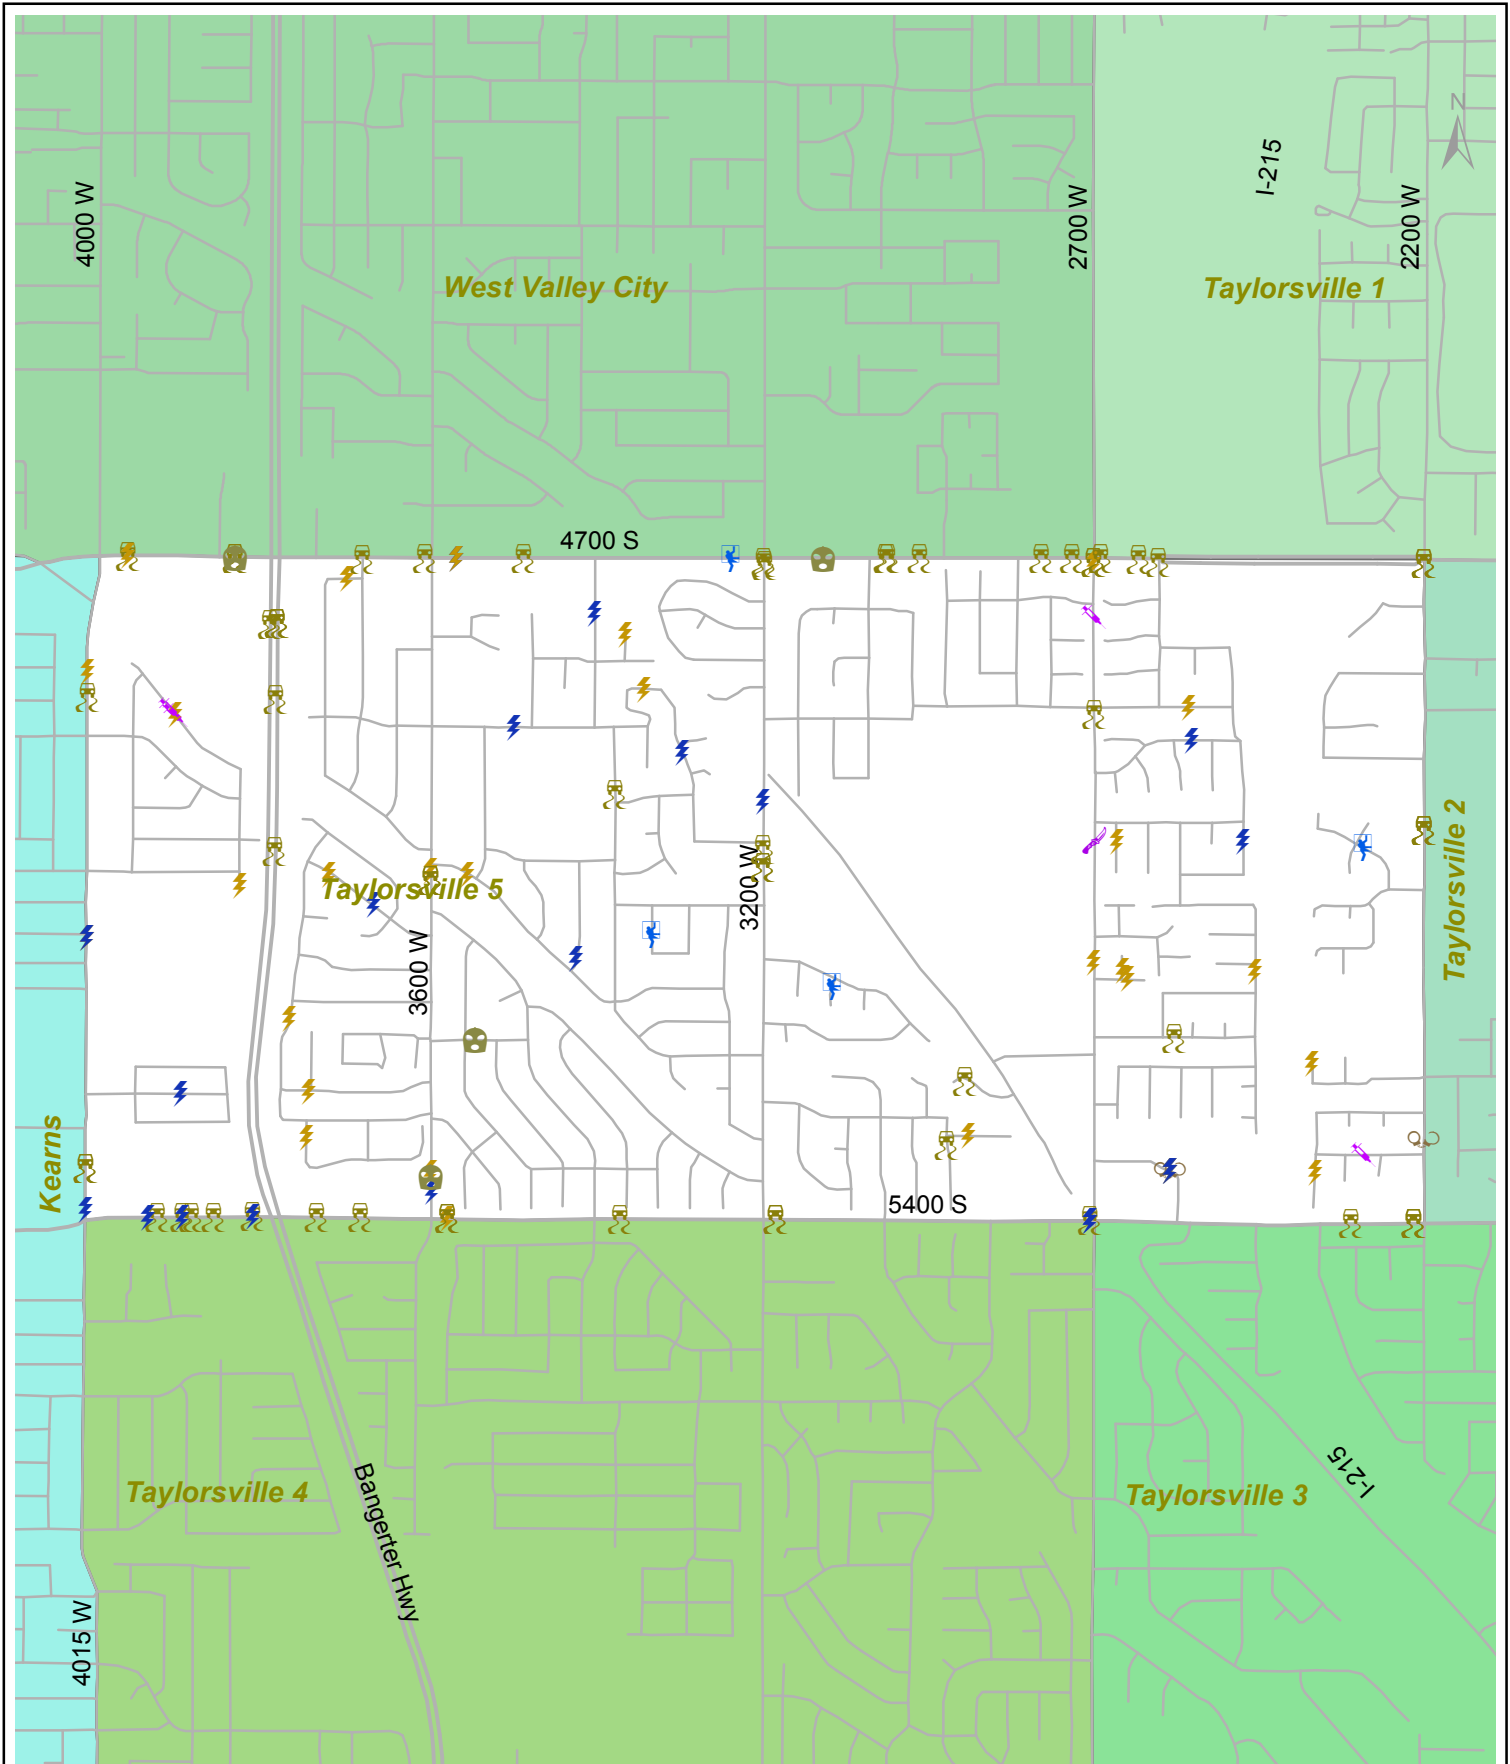 N
I-215
4000 W
2700 W
2200 W
West Valley City
Taylorsville 1
4700 S
Taylorsville 2
3200 W
Taylorsville 5
3600 W
Kearns
5400 S
I-215
Taylorsville 4
Taylorsville 3
Bangerter Hwy
4015 W